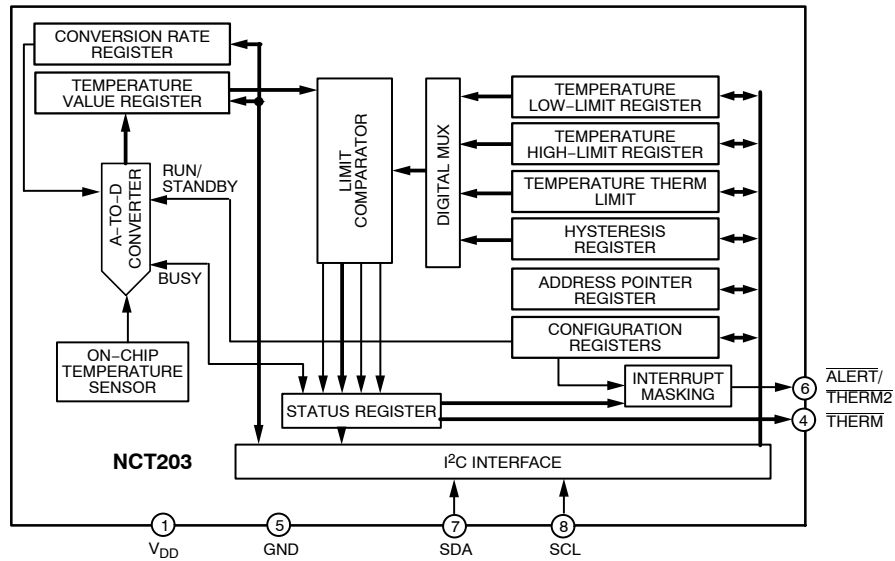 CONVERSION RATE
REGISTER
TEMPERATURE
VALUE REGISTER
A-TO-D
CONVERTER
RUN/
STANDBY
BUSY
ON-CHIP
TEMPERATURE
SENSOR
LIMIT
COMPARATOR
DIGITAL MUX
TEMPERATURE
LOW-LIMIT REGISTER
TEMPERATURE
HIGH-LIMIT REGISTER
TEMPERATURE THERM
LIMIT
HYSTERESIS
REGISTER
ADDRESS POINTER
REGISTER
CONFIGURATION
REGISTERS
INTERRUPT
MASKING
STATUS REGISTER
NCT203
I²C INTERFACE
6
ALERT/
THERM2
4
THERM
1
VDD
5
GND
7
SDA
8
SCL